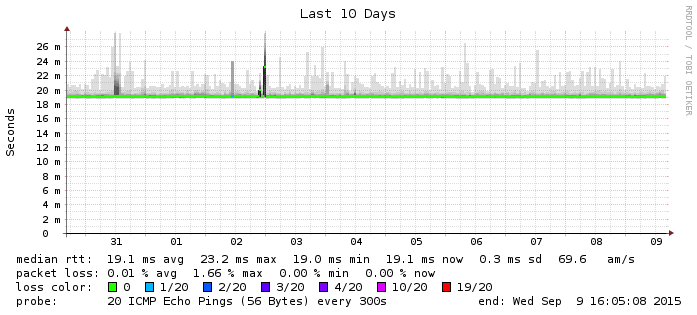 Last 10 Days
RRDTOOL / TOBI OETIKER
Seconds
26 m
24 m
22 m
20 m
18 m
16 m
14 m
12 m
10 m
8 m
6 m
4 m
2 m
0
31 01 02 03 04 05 06 07 08 09
median rtt: 19.1 ms avg 23.2 ms max 19.0 ms min 19.1 ms now 0.3 ms sd 69.6 am/s
packet loss: 0.01 % avg 1.66 % max 0.00 % min 0.00 % now
loss color: 0 1/20 2/20 3/20 4/20 10/20 19/20
probe: 20 ICMP Echo Pings (56 Bytes) every 300s end: Wed Sep 9 16:05:08 2015